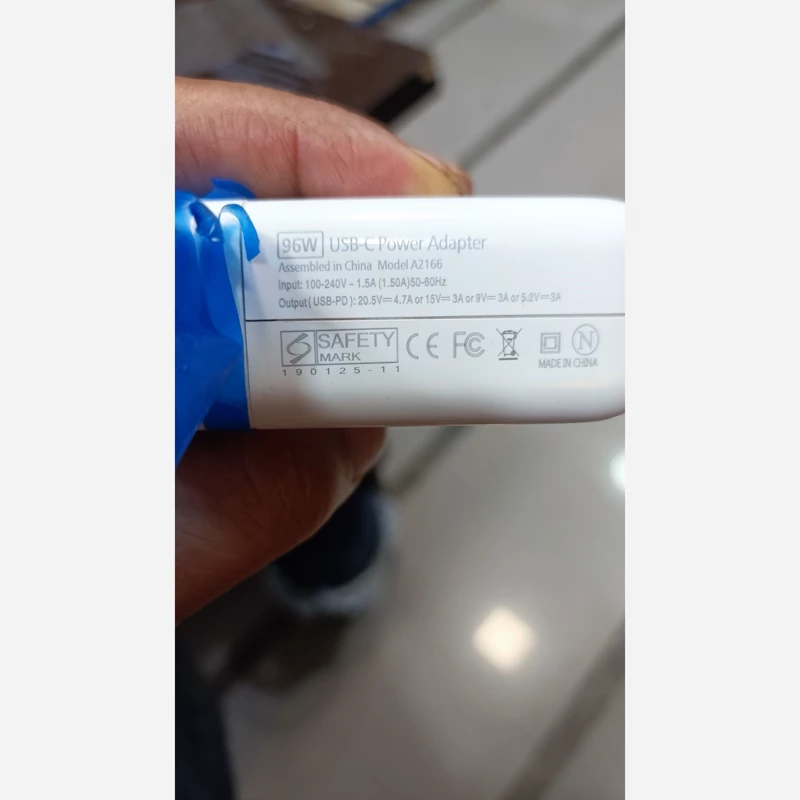 96W USB-C Power Adapter
Assembled in China Model A2166
Input: 100-240V ~ 1.5A (1.50A)50-60Hz
Output( USB-PD ): 20.5V⎓4.7A or 15V⎓3A or 9V⎓3A or 5.2V⎓3A
SAFETY
MARK
190125-11
CE FC N
MADE IN CHINA